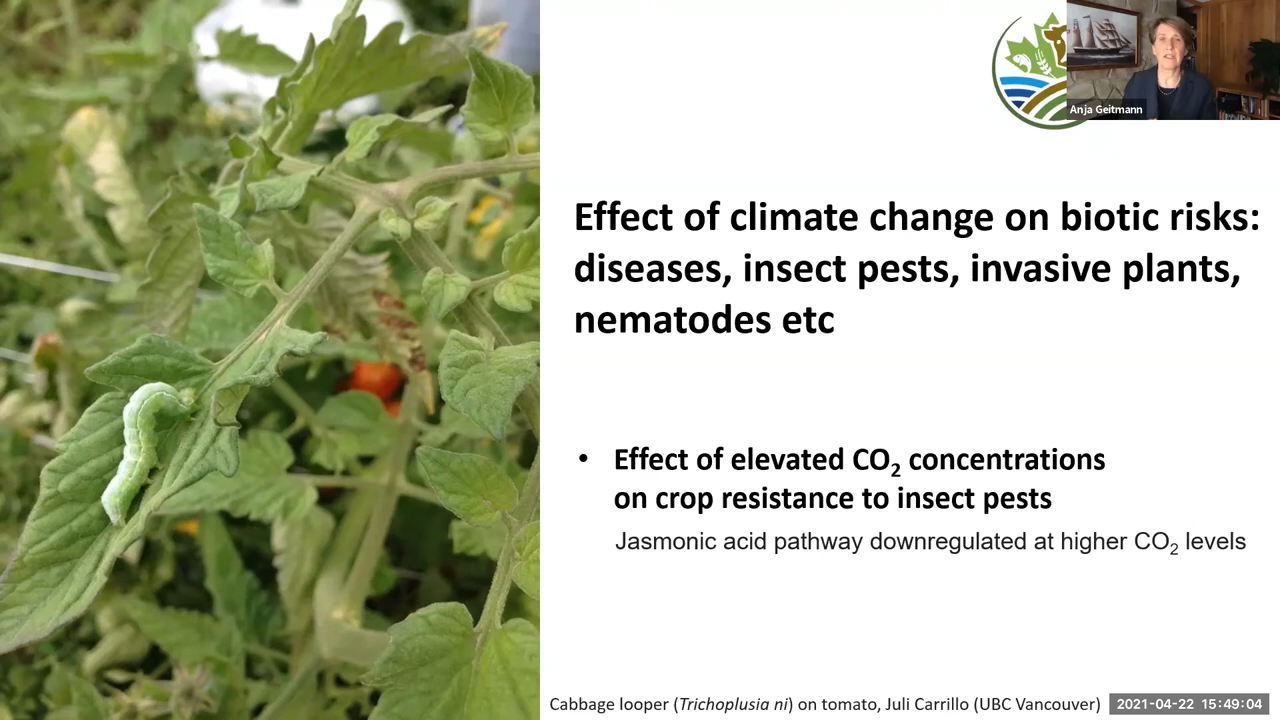 Anja Geitmann
Effect of climate change on biotic risks:
diseases, insect pests, invasive plants,
nematodes etc
• Effect of elevated CO₂ concentrations
on crop resistance to insect pests
Jasmonic acid pathway downregulated at higher CO₂ levels
Cabbage looper (Trichoplusia ni) on tomato, Juli Carrillo (UBC Vancouver)
2021-04-22 15:49:04